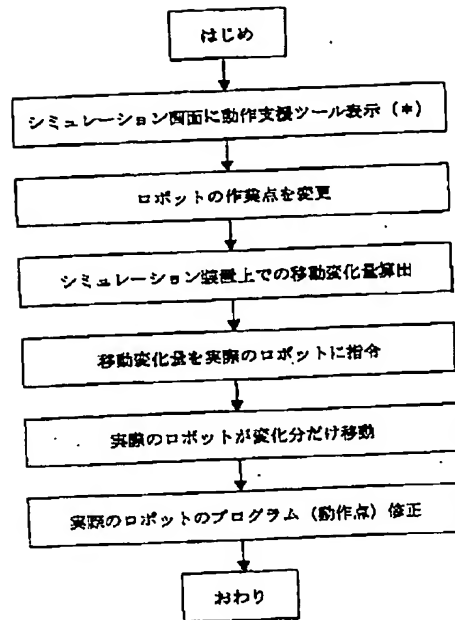 はじめ
シミュレーション画面に動作支援ツール表示 (*)
ロボットの作業点を変更
シミュレーション装置上での移動変化量算出
移動変化量を実際のロボットに指令
実際のロボットが変化分だけ移動
実際のロボットのプログラム (動作点) 修正
おわり